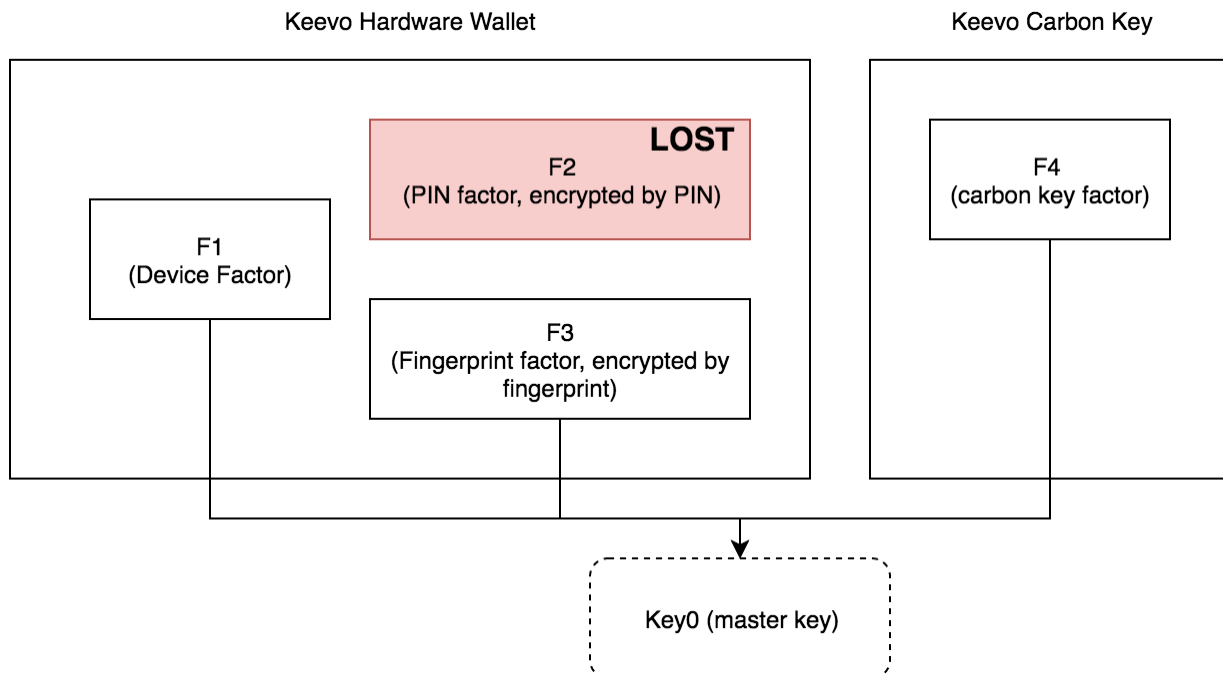 Keevo Hardware Wallet
Keevo Carbon Key
LOST
F2
(PIN factor, encrypted by PIN)
F4
(carbon key factor)
F1
(Device Factor)
F3
(Fingerprint factor, encrypted by
fingerprint)
Key0 (master key)